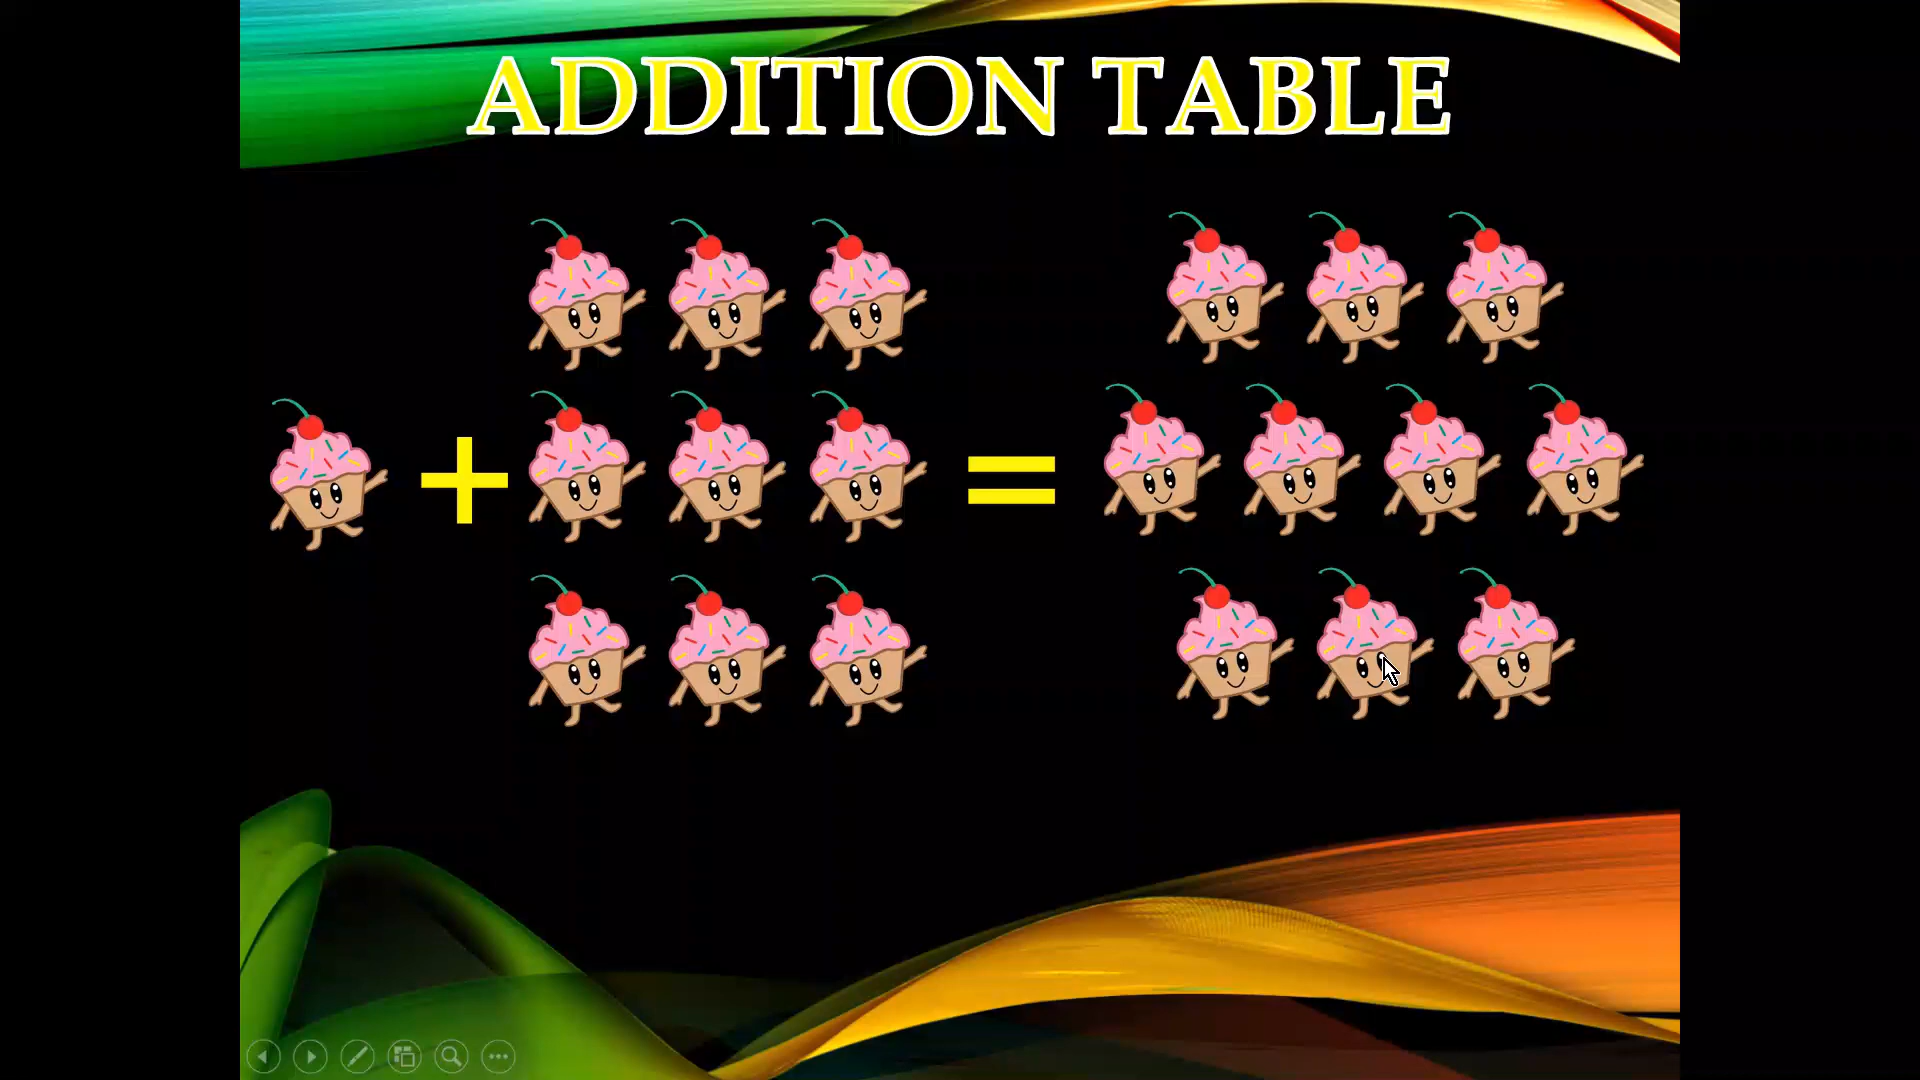 ADDITION TABLE
+ =